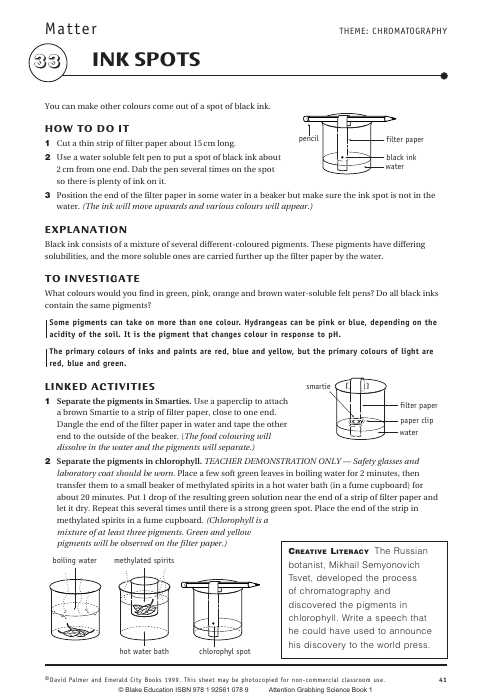 Matter
THEME: CHROMATOGRAPHY
33
INK SPOTS
You can make other colours come out of a spot of black ink.
HOW TO DO IT
1 Cut a thin strip of filter paper about 15 cm long.
2 Use a water soluble felt pen to put a spot of black ink about
2 cm from one end. Dab the pen several times on the spot
so there is plenty of ink on it.
pencil
filter paper
black ink
water
3 Position the end of the filter paper in some water in a beaker but make sure the ink spot is not in the
water. (The ink will move upwards and various colours will appear.)
EXPLANATION
Black ink consists of a mixture of several different-coloured pigments. These pigments have differing
solubilities, and the more soluble ones are carried further up the filter paper by the water.
TO INVESTIGATE
What colours would you find in green, pink, orange and brown water-soluble felt pens? Do all black inks
contain the same pigments?
Some pigments can take on more than one colour. Hydrangeas can be pink or blue, depending on the
acidity of the soil. It is the pigment that changes colour in response to pH.
The primary colours of inks and paints are red, blue and yellow, but the primary colours of light are
red, blue and green.
LINKED ACTIVITIES
1 Separate the pigments in Smarties. Use a paperclip to attach
a brown Smartie to a strip of filter paper, close to one end.
Dangle the end of the filter paper in water and tape the other
end to the outside of the beaker. (The food colouring will
dissolve in the water and the pigments will separate.)
smartie
filter paper
paper clip
water
2 Separate the pigments in chlorophyll. TEACHER DEMONSTRATION ONLY — Safety glasses and
laboratory coat should be worn. Place a few soft green leaves in boiling water for 2 minutes, then
transfer them to a small beaker of methylated spirits in a hot water bath (in a fume cupboard) for
about 20 minutes. Put 1 drop of the resulting green solution near the end of a strip of filter paper and
let it dry. Repeat this several times until there is a strong green spot. Place the end of the strip in
methylated spirits in a fume cupboard. (Chlorophyll is a
mixture of at least three pigments. Green and yellow
pigments will be observed on the filter paper.)
boiling water
methylated spirits
hot water bath
chlorophyl spot
CREATIVE LITERACY The Russian
botanist, Mikhail Semyonovich
Tsvet, developed the process
of chromatography and
discovered the pigments in
chlorophyll. Write a speech that
he could have used to announce
his discovery to the world press.
©David Palmer and Emerald City Books 1999. This sheet may be photocopied for non-commercial classroom use.
41
© Blake Education ISBN 978 1 92561 078 9 Attention Grabbing Science Book 1